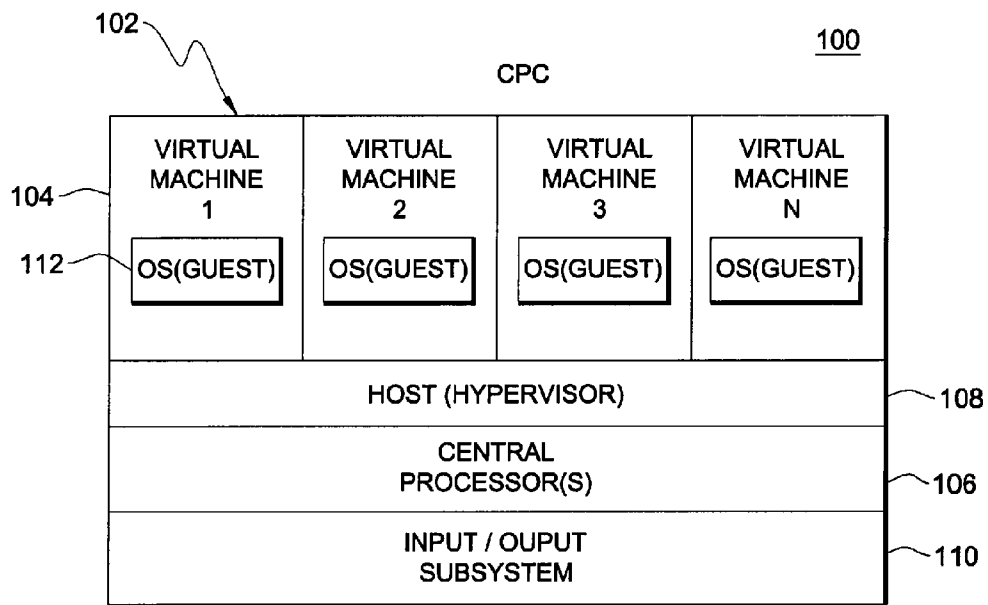 102
100
CPC
VIRTUAL MACHINE 1
VIRTUAL MACHINE 2
VIRTUAL MACHINE 3
VIRTUAL MACHINE N
104
112
OS(GUEST)
OS(GUEST)
OS(GUEST)
OS(GUEST)
HOST (HYPERVISOR)
108
CENTRAL
PROCESSOR(S)
106
INPUT / OUPUT
SUBSYSTEM
110